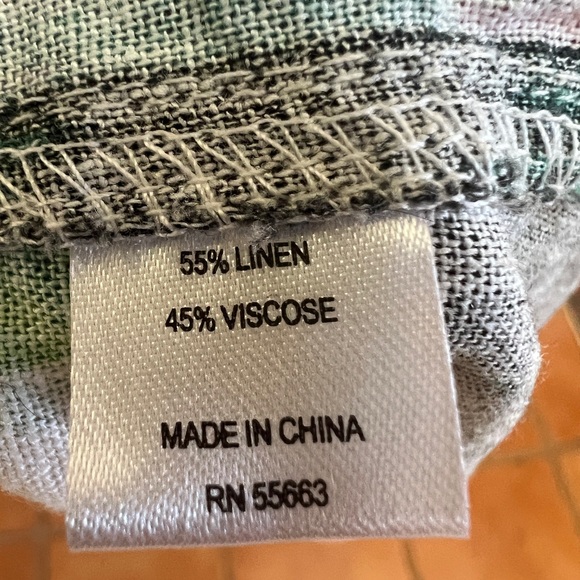 55% LINEN
45% VISCOSE
MADE IN CHINA
RN 55663